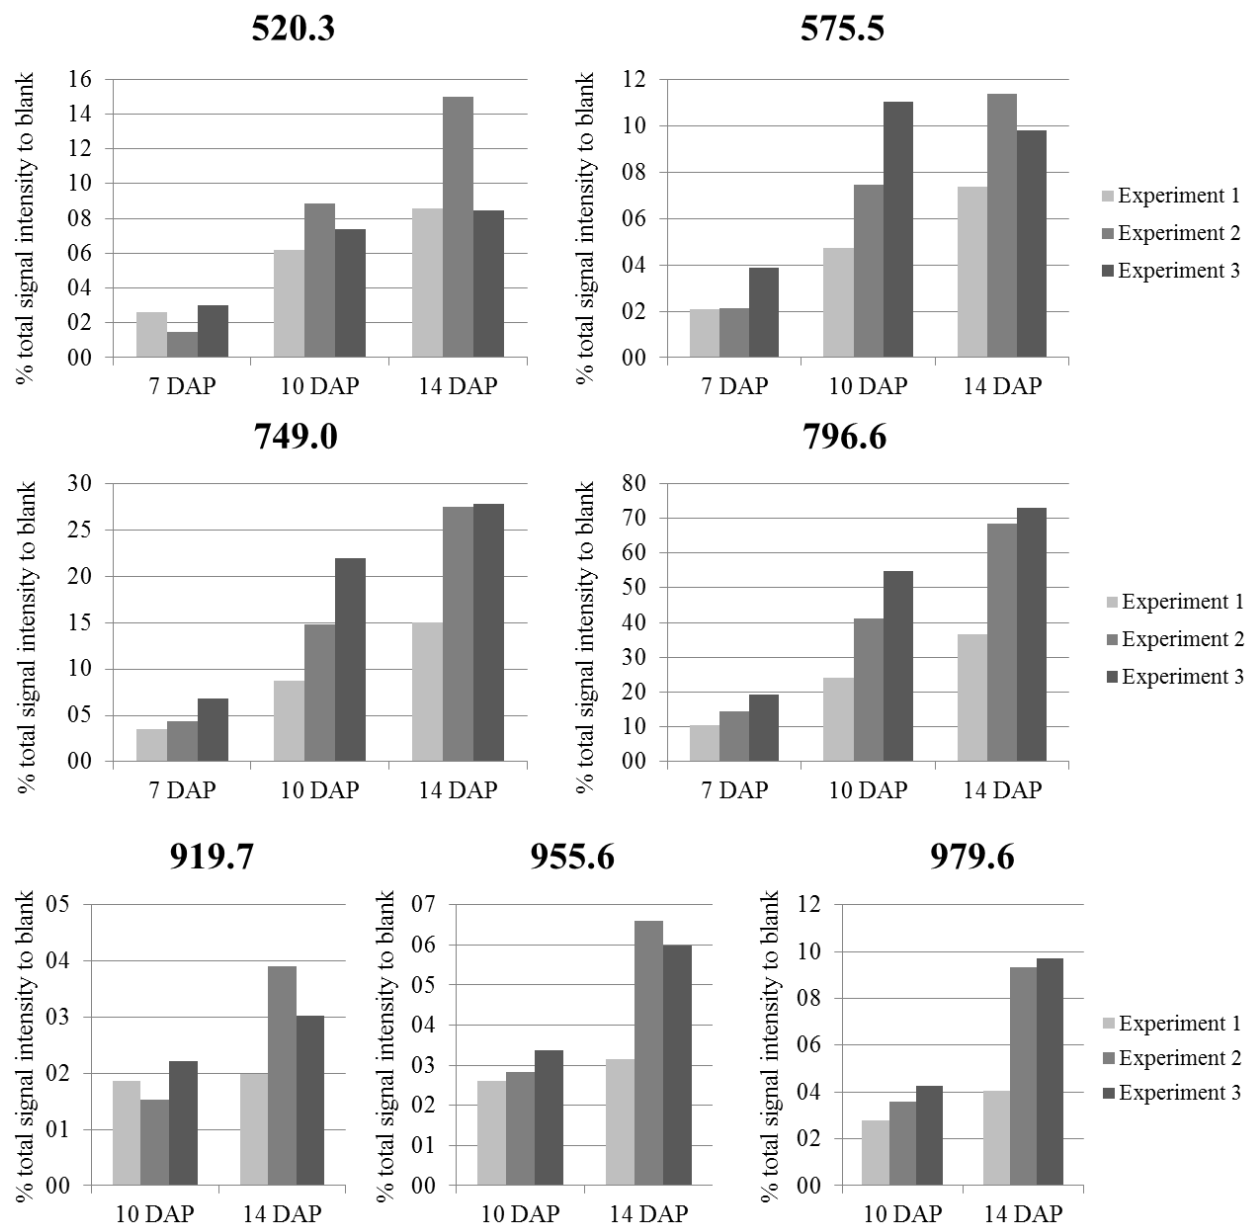 520.3
% total signal intensity to blank
16
14
12
10
08
06
04
02
00
7 DAP 10 DAP 14 DAP
575.5
% total signal intensity to blank
12
10
08
06
04
02
00
7 DAP 10 DAP 14 DAP
Experiment 1
Experiment 2
Experiment 3
749.0
% total signal intensity to blank
30
25
20
15
10
05
00
7 DAP 10 DAP 14 DAP
796.6
% total signal intensity to blank
80
70
60
50
40
30
20
10
00
7 DAP 10 DAP 14 DAP
Experiment 1
Experiment 2
Experiment 3
919.7
% total signal intensity to blank
05
04
03
02
01
00
10 DAP 14 DAP
955.6
% total signal intensity to blank
07
06
05
04
03
02
01
00
10 DAP 14 DAP
979.6
% total signal intensity to blank
12
10
08
06
04
02
00
10 DAP 14 DAP
Experiment 1
Experiment 2
Experiment 3